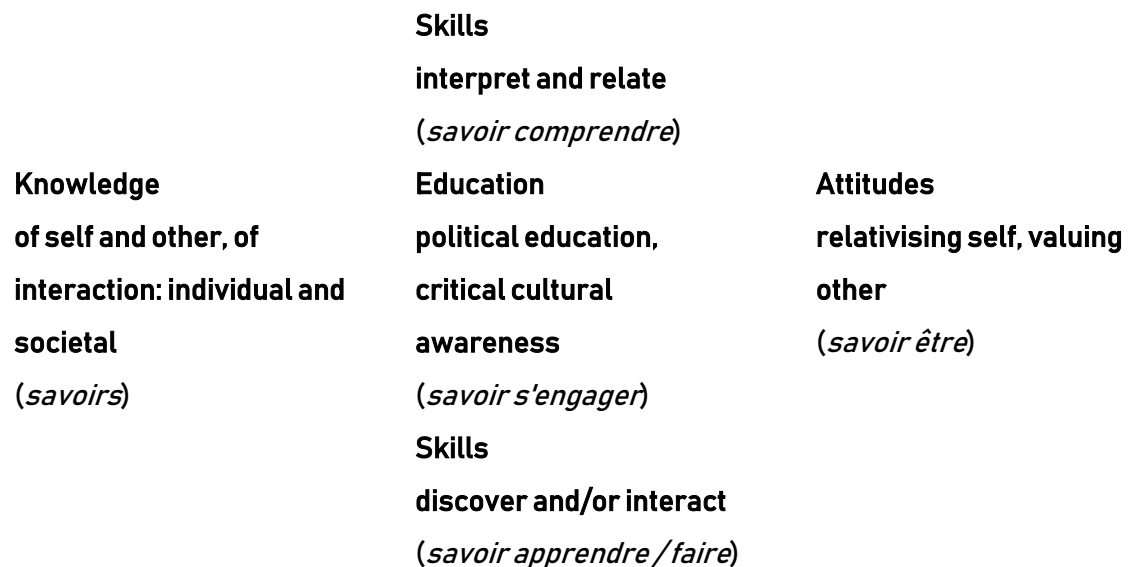 Skills
interpret and relate
(savoir comprendre)
Knowledge
of self and other, of
interaction: individual and
societal
(savoirs)
Education
political education,
critical cultural
awareness
(savoir s'engager)
Attitudes
relativising self, valuing
other
(savoir être)
Skills
discover and/or interact
(savoir apprendre / faire)